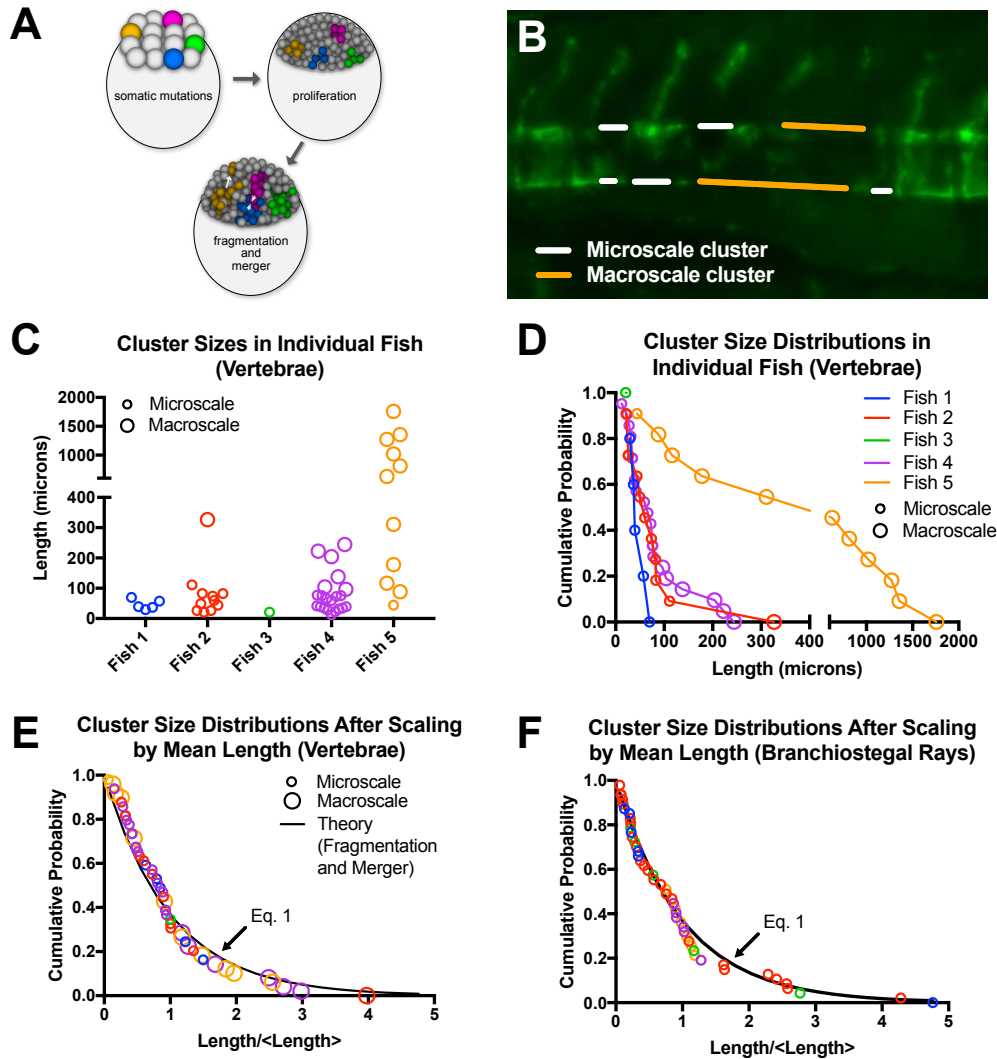 A
somatic mutations
proliferation
fragmentation
and
merger
B
Microscale cluster
Macroscale cluster
C
Cluster Sizes in Individual Fish
(Vertebrae)
Length (microns)
2000
1500
1000
400
300
200
100
0
Microscale
Macroscale
Fish 1
Fish 2
Fish 3
Fish 4
Fish 5
D
Cluster Size Distributions in
Individual Fish (Vertebrae)
Cumulative Probability
1.0
0.8
0.6
0.4
0.2
0.0
Fish 1
Fish 2
Fish 3
Fish 4
Fish 5
Microscale
Macroscale
0 100 200 300 400 1000 1500 2000
Length (microns)
E
Cluster Size Distributions After Scaling
by Mean Length (Vertebrae)
Cumulative Probability
1.0
0.8
0.6
0.4
0.2
0.0
Microscale
Macroscale
Theory
(Fragmentation
and Merger)
Eq. 1
0 1 2 3 4 5
Length/<Length>
F
Cluster Size Distributions After Scaling
by Mean Length (Branchiostegal Rays)
Cumulative Probability
1.0
0.8
0.6
0.4
0.2
0.0
Eq. 1
0 1 2 3 4 5
Length/<Length>